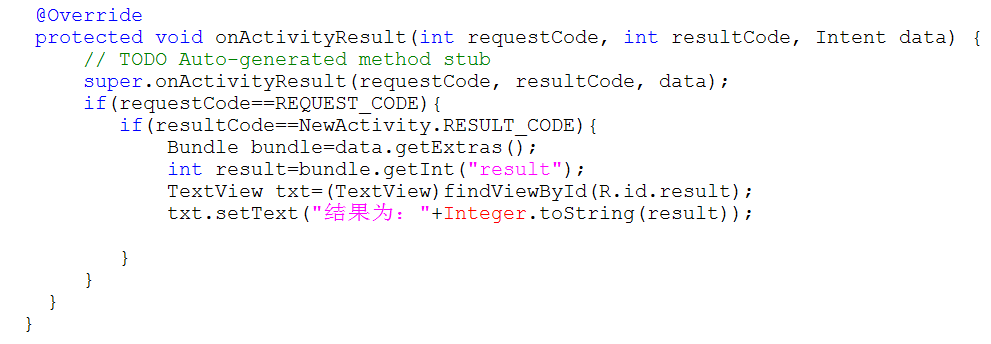 @Override
protected void onActivityResult(int requestCode, int resultCode, Intent data) {
// TODO Auto-generated method stub
super.onActivityResult(requestCode, resultCode, data);
if(requestCode==REQUEST_CODE){
if(resultCode==NewActivity.RESULT_CODE){
Bundle bundle=data.getExtras();
int result=bundle.getInt("result");
TextView txt=(TextView)findViewById(R.id.result);
txt.setText("结果为："+Integer.toString(result));
}
}
}
}